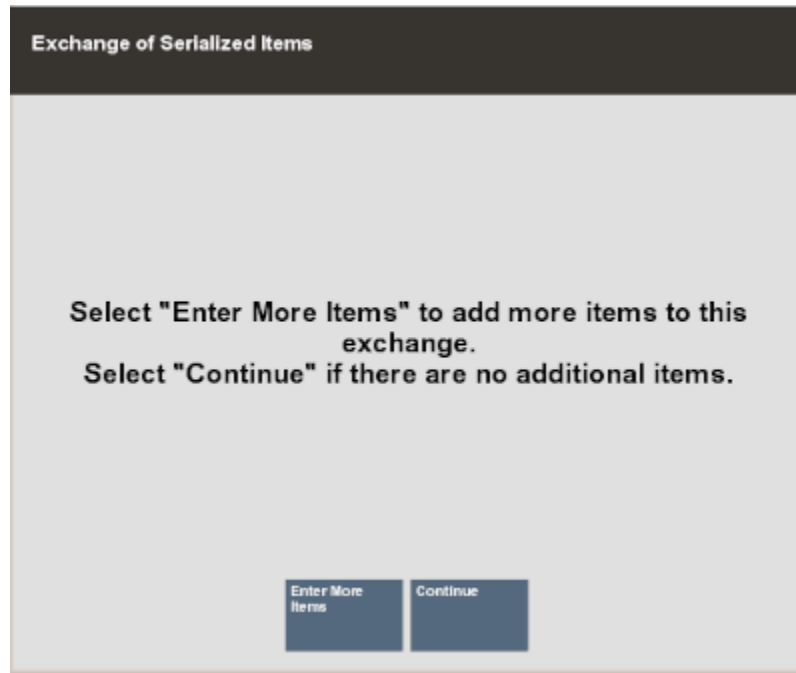 Exchange of Serialized Items
Select "Enter More Items" to add more items to this
exchange.
Select "Continue" if there are no additional items.
Enter More
Items
Continue